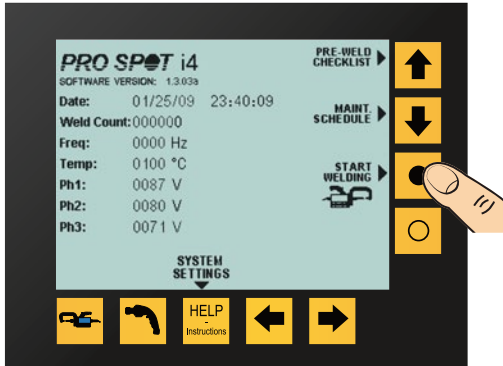 PRO SPOT i4
SOFTWARE VERSION: 1.3.03a
Date: 01/25/09 23:40:09
Weld Count: 000000
Freq: 0000 Hz
Temp: 0100 °C
Ph1: 0087 V
Ph2: 0080 V
Ph3: 0071 V
PRE-WELD
CHECKLIST
MAINT.
SCHEDULE
START
WELDING
SYSTEM
SETTINGS
HELP
-
Instructions